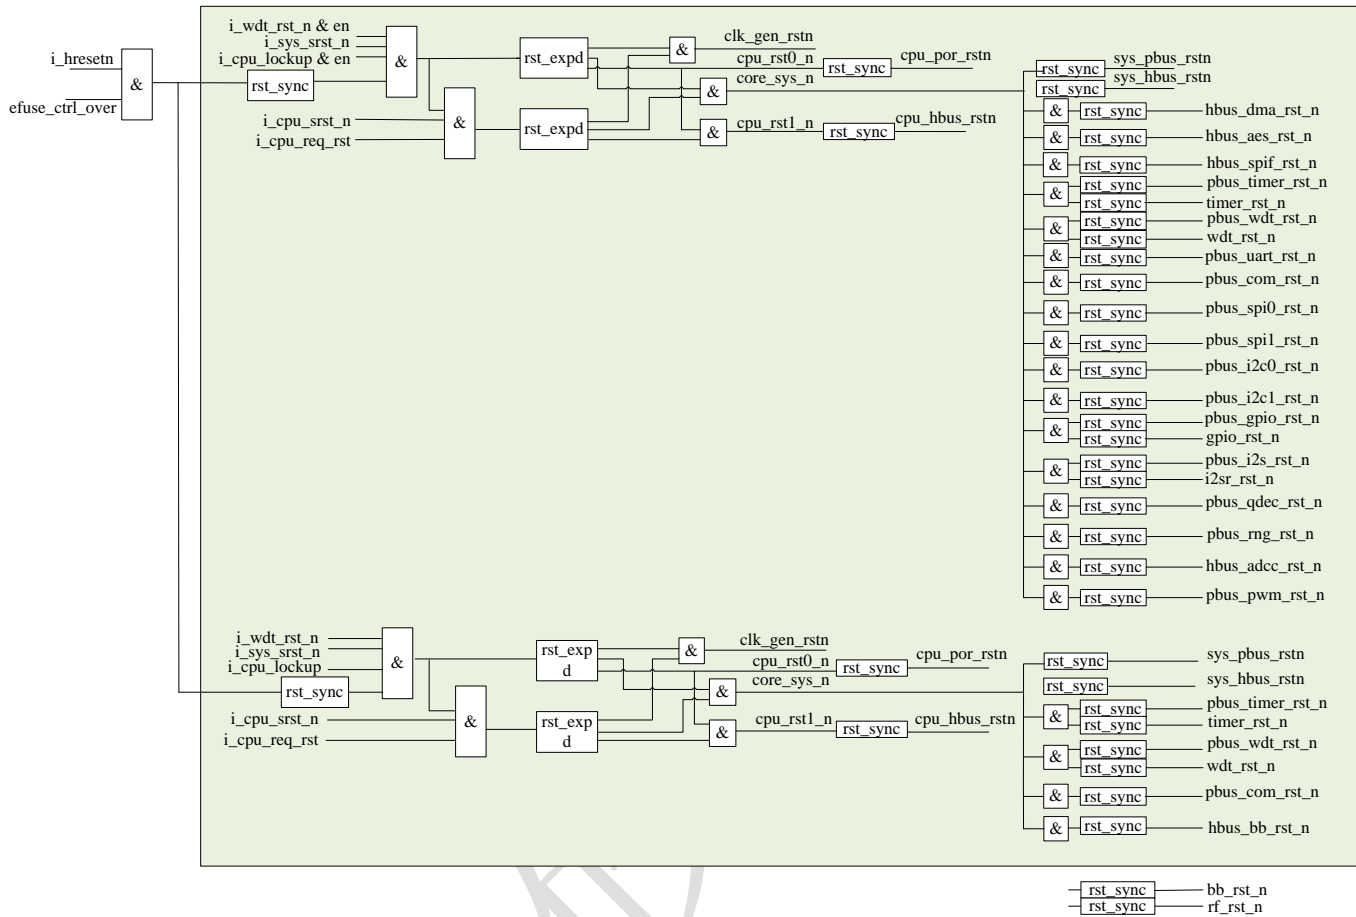 i_hresetn
&
efuse_ctrl_over
i_wdt_rst_n & en
i_sys_srst_n
i_cpu_lockup & en
rst_sync
&
i_cpu_srst_n
i_cpu_req_rst
&
rst_expd
rst_expd
&
&
&
clk_gen_rstn
cpu_rst0_n
rst_sync
cpu_por_rstn
core_sys_n
cpu_rst1_n
rst_sync
cpu_hbus_rstn
rst_sync
sys_pbus_rstn
rst_sync
sys_hbus_rstn
& rst_sync hbus_dma_rst_n
& rst_sync hbus_aes_rst_n
& rst_sync hbus_spif_rst_n
& rst_sync pbus_timer_rst_n
rst_sync timer_rst_n
& rst_sync pbus_wdt_rst_n
rst_sync wdt_rst_n
& rst_sync pbus_uart_rst_n
& rst_sync pbus_com_rst_n
& rst_sync pbus_spi0_rst_n
& rst_sync pbus_spi1_rst_n
& rst_sync pbus_i2c0_rst_n
& rst_sync pbus_i2c1_rst_n
& rst_sync pbus_gpio_rst_n
rst_sync gpio_rst_n
& rst_sync pbus_i2s_rst_n
rst_sync i2sr_rst_n
& rst_sync pbus_qdec_rst_n
& rst_sync pbus_rng_rst_n
& rst_sync hbus_adcc_rst_n
& rst_sync pbus_pwm_rst_n
i_wdt_rst_n
i_sys_srst_n
i_cpu_lockup
rst_sync
&
i_cpu_srst_n
i_cpu_req_rst
&
rst_exp
d
rst_exp
d
&
&
&
clk_gen_rstn
cpu_rst0_n
rst_sync
cpu_por_rstn
core_sys_n
cpu_rst1_n
rst_sync
cpu_hbus_rstn
rst_sync sys_pbus_rstn
rst_sync sys_hbus_rstn
& rst_sync pbus_timer_rst_n
rst_sync timer_rst_n
& rst_sync pbus_wdt_rst_n
rst_sync wdt_rst_n
& rst_sync pbus_com_rst_n
& rst_sync hbus_bb_rst_n
rst_sync bb_rst_n
rst_sync rf_rst_n